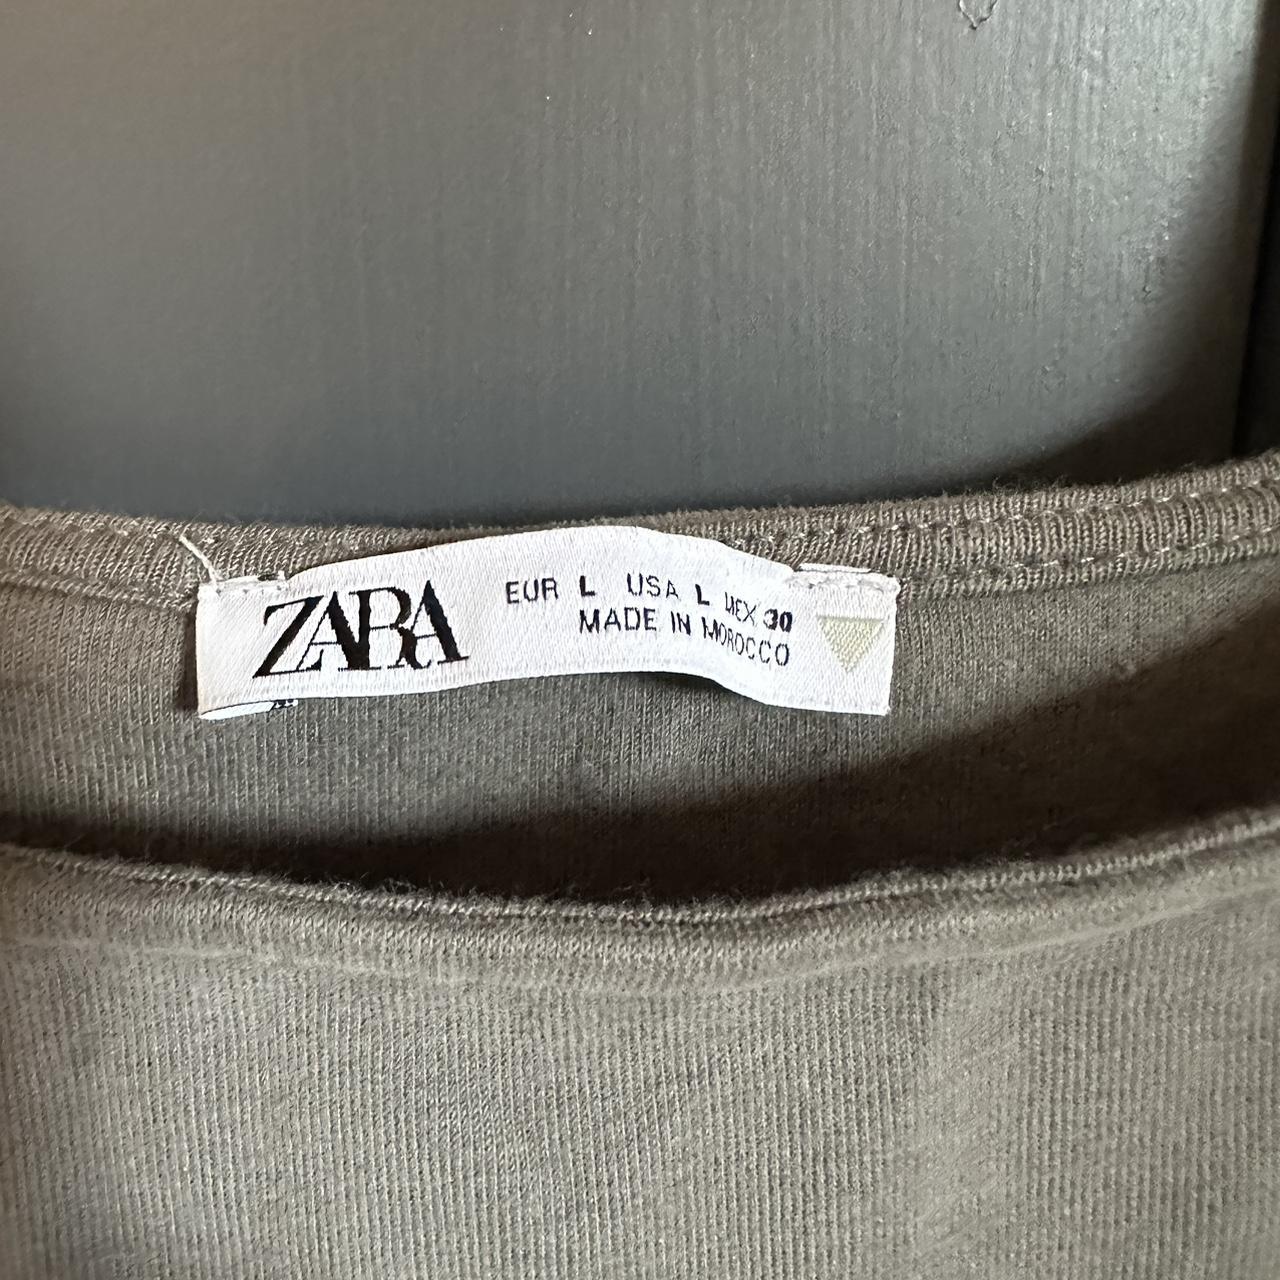 ZARA
EUR L USA L MEX 30
MADE IN MOROCCO